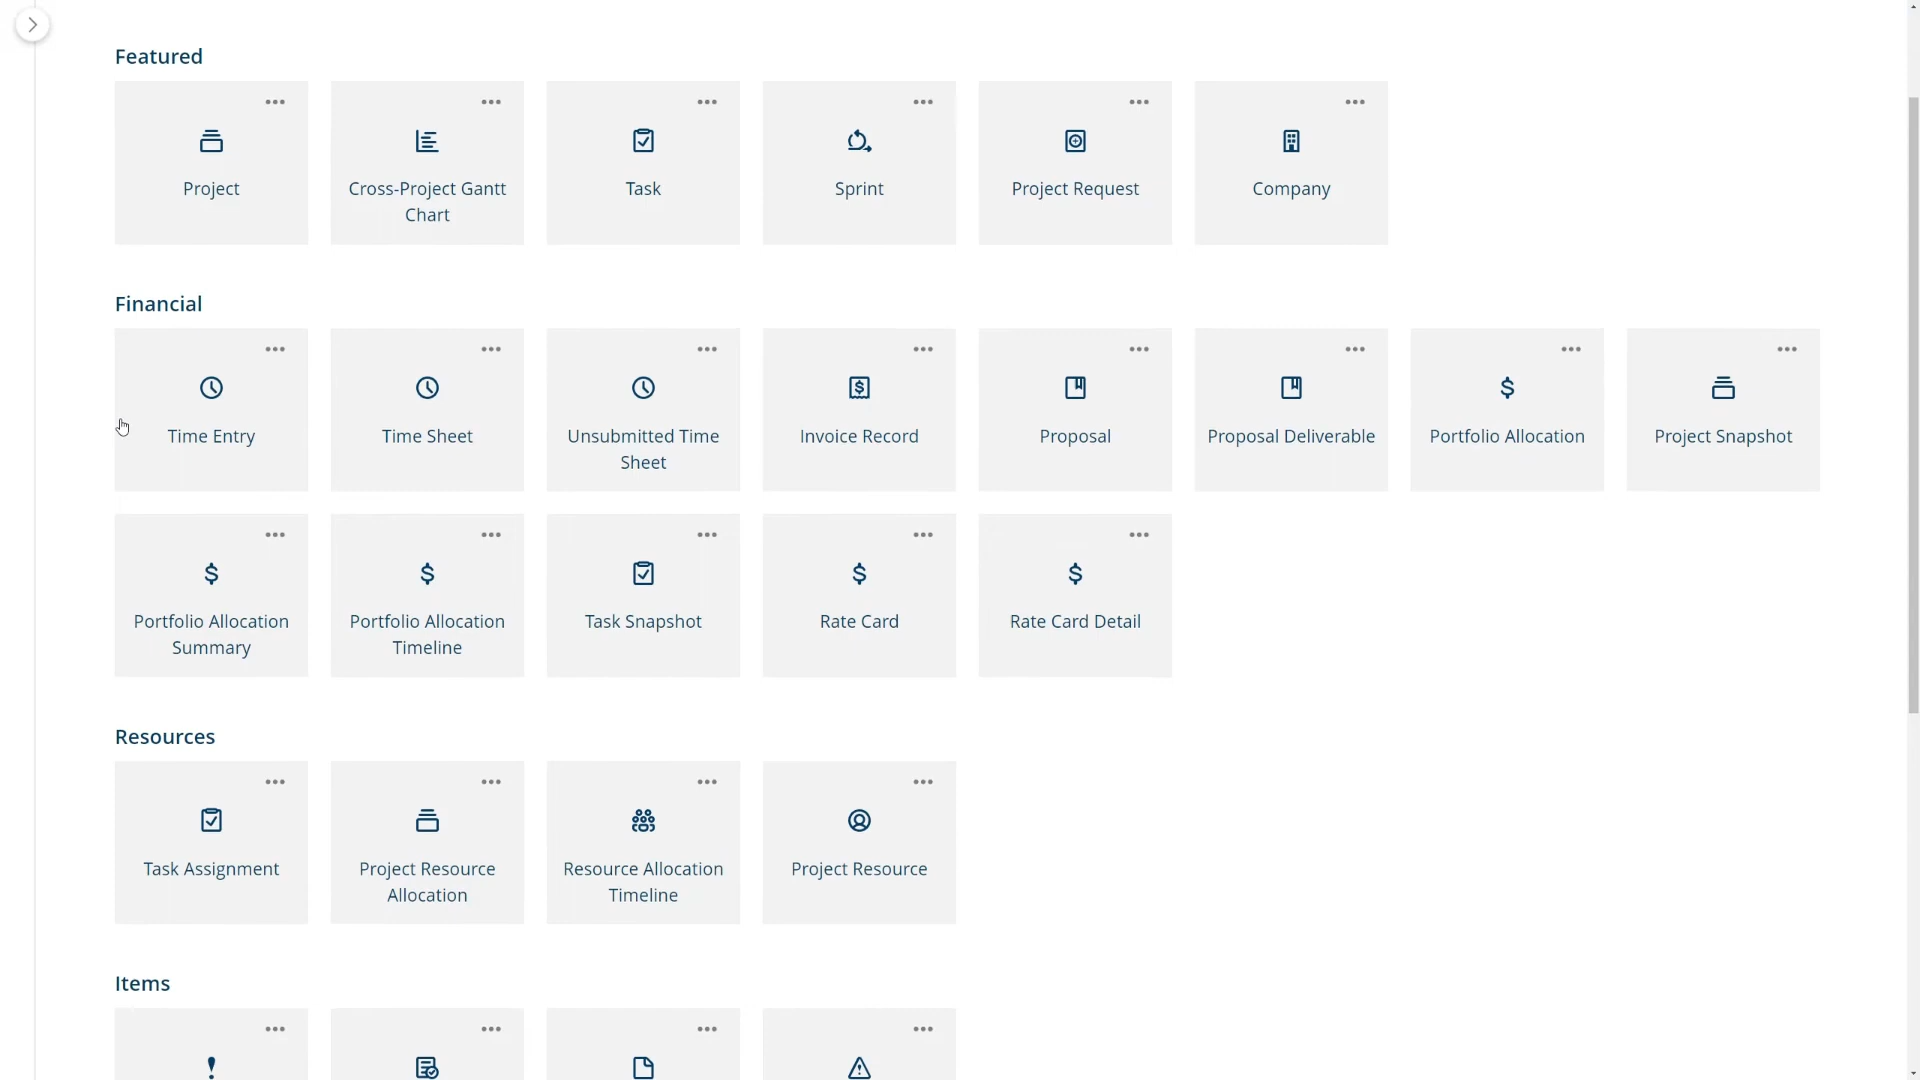 Featured
Project
Cross-Project Gantt
Chart
Task
Sprint
Project Request
Company
Financial
Time Entry
Time Sheet
Unsubmitted Time
Sheet
Invoice Record
Proposal
Proposal Deliverable
Portfolio Allocation
Project Snapshot
Portfolio Allocation
Summary
Portfolio Allocation
Timeline
Task Snapshot
Rate Card
Rate Card Detail
Resources
Task Assignment
Project Resource
Allocation
Resource Allocation
Timeline
Project Resource
Items